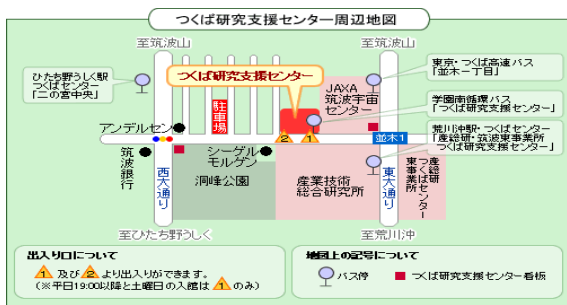 つくば研究支援センター周辺地図
至筑波山
至筑波山
ひたち野うしく駅
つくばセンター
「二の宮中央」
つくば研究支援センター
東京・つくば高速バス
「並木一丁目」
JAXA
筑波宇宙
センター
学園南循環バス
「つくば研究支援センター」
駐車場
アンデルセン
荒川沖駅・つくばセンター
「産総研・筑波東事業所
つくば研究支援センター」
2
1
並木1
筑波銀行
西大通り
シーゲル
モルゲン
洞峰公園
産業技術
総合研究所
東大通り
産総研
つくばセンター
東事業所
至ひたち野うしく
至荒川沖
出入り口について
1 及び 2 より出入りができます。
(※平日19:00以降と土曜日の入館は 1 のみ)
地図上の記号について
バス停
つくば研究支援センター看板